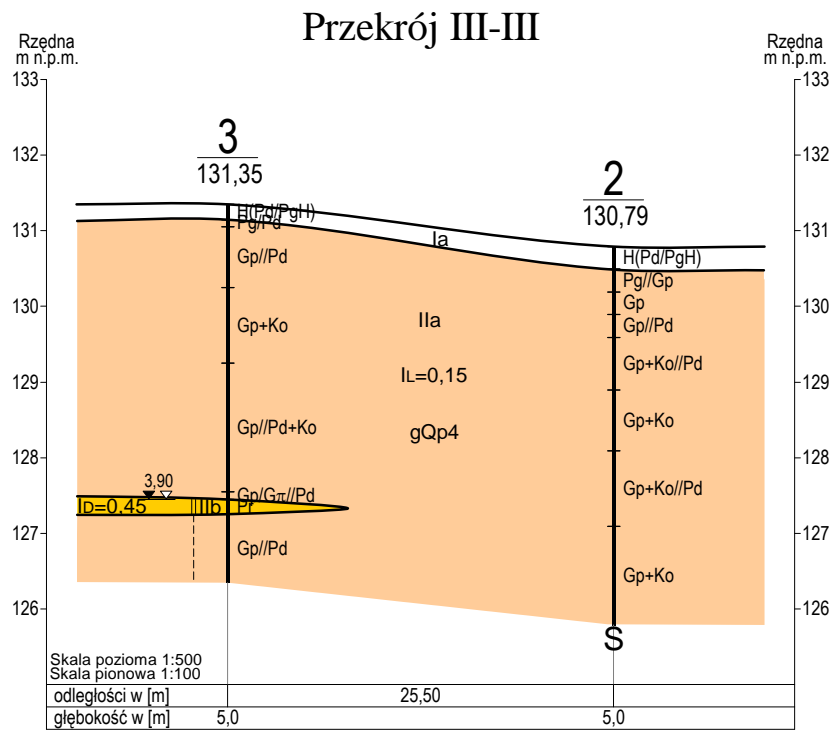 Przekrój III-III
Rzędna
m n.p.m.
Rzędna
m n.p.m.
133
133
132
132
131
131
130
130
129
129
128
128
127
127
126
126
3
131,35
H(Pd/PgH)
Pg/Pd
Gp//Pd
Gp+Ko
Gp//Pd+Ko
Gp/Gπ//Pd
Pr
Gp//Pd
3,90
ID=0,45
IIb
Ia
IIa
IL=0,15
gQp4
2
130,79
H(Pd/PgH)
Pg//Gp
Gp
Gp//Pd
Gp+Ko//Pd
Gp+Ko
Gp+Ko//Pd
Gp+Ko
S
Skala pozioma 1:500
Skala pionowa 1:100
odległości w [m] 25,50
głębokość w [m] 5,0 5,0